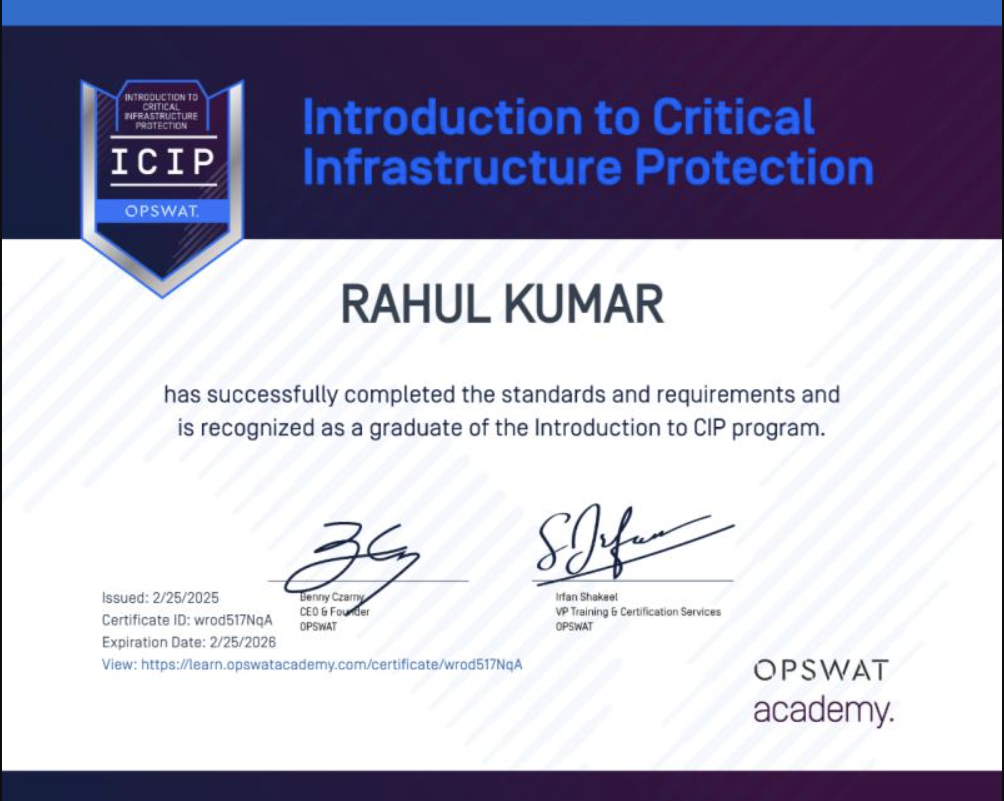 INTRODUCTION TO
CRITICAL
INFRASTRUCTURE
PROTECTION
ICIP
OPSWAT.
Introduction to Critical
Infrastructure Protection
RAHUL KUMAR
has successfully completed the standards and requirements and
is recognized as a graduate of the Introduction to CIP program.
Issued: 2/25/2025
Certificate ID: wrod517NqA
Expiration Date: 2/25/2026
View: https://learn.opswatacademy.com/certificate/wrod517NqA
Benny Czarny
CEO & Founder
OPSWAT
Irfan Shakeel
VP Training & Certification Services
OPSWAT
OPSWAT
academy.